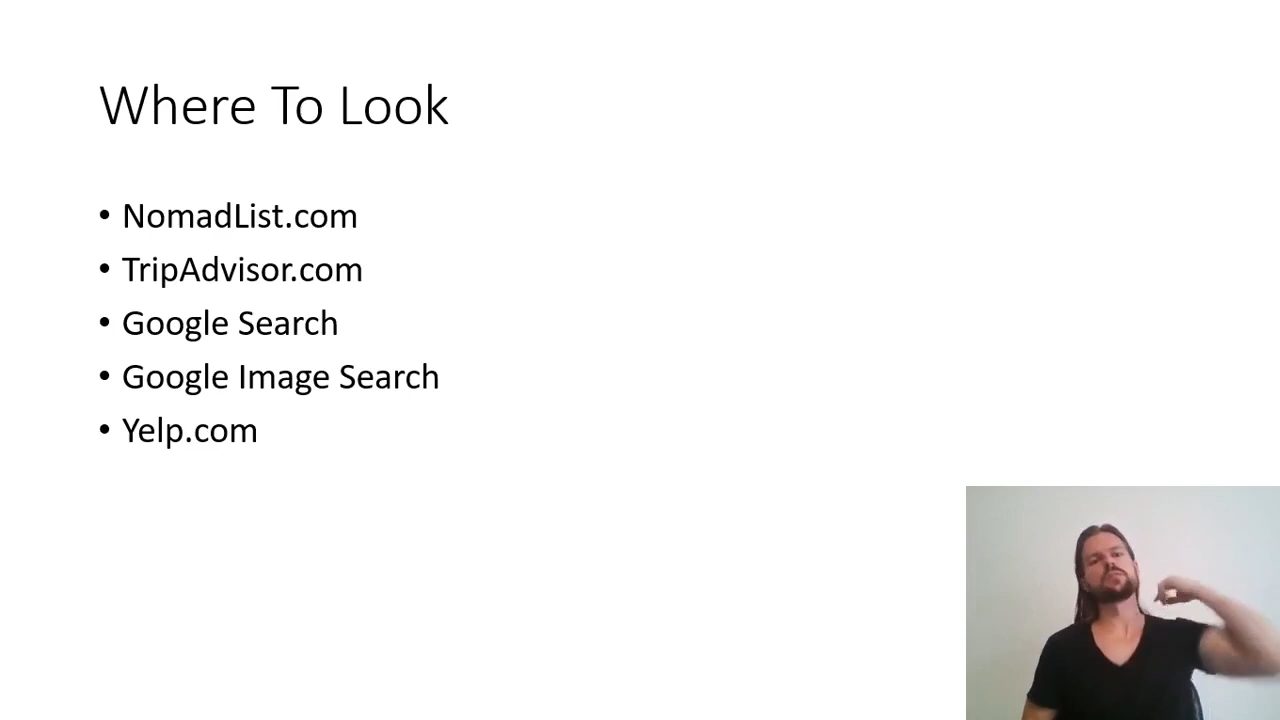 Where To Look
• NomadList.com
• TripAdvisor.com
• Google Search
• Google Image Search
• Yelp.com